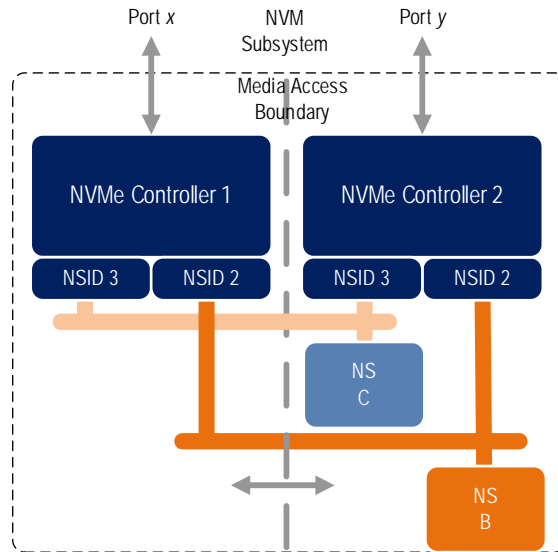 Port x
NVM
Subsystem
Port y
Media Access
Boundary
NVMe Controller 1
NVMe Controller 2
NSID 3
NSID 2
NSID 3
NSID 2
NS
C
NS
B